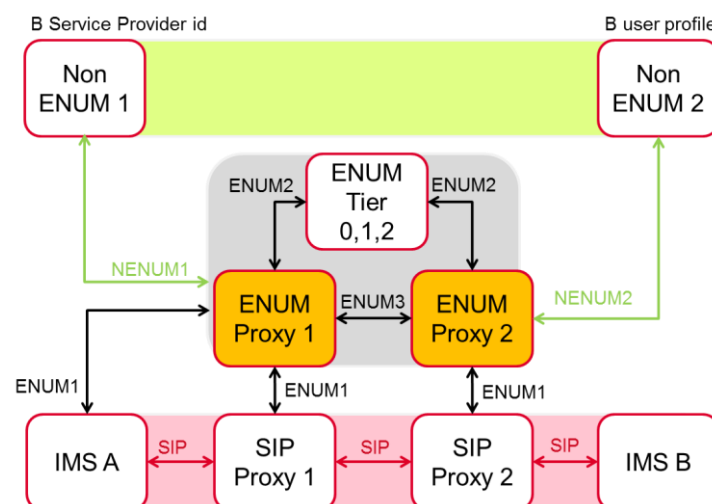 B Service Provider id
B user profile
Non
ENUM 1
Non
ENUM 2
ENUM2
ENUM
Tier
0,1,2
ENUM2
NENUM1
ENUM
Proxy 1
ENUM3
ENUM
Proxy 2
NENUM2
ENUM1
ENUM1
ENUM1
IMS A
SIP
SIP
Proxy 1
SIP
SIP
Proxy 2
SIP
IMS B